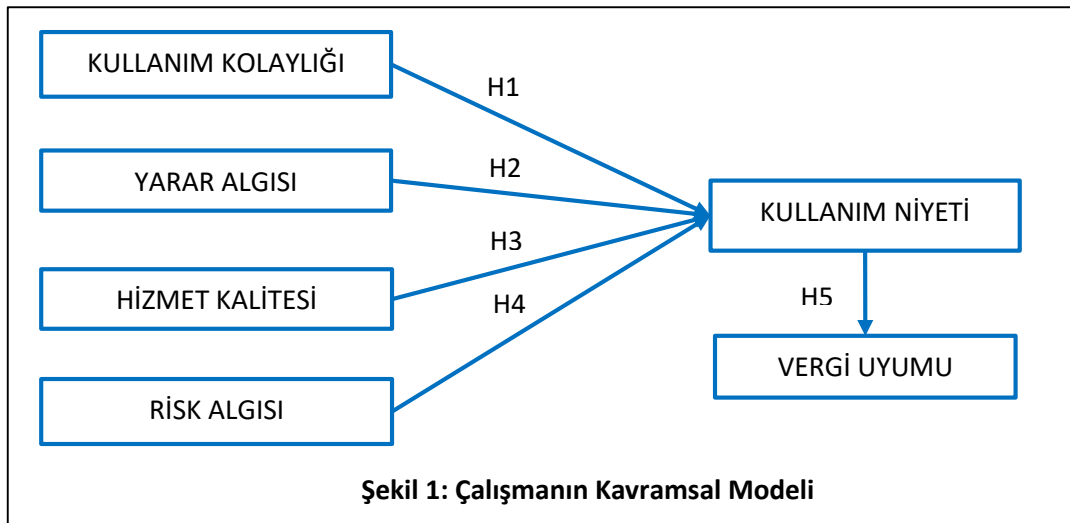 KULLANIM KOLAYLIĞI
H1
YARAR ALGISI
H2
KULLANIM NİYETİ
H3
HİZMET KALİTESİ
H4
H5
VERGİ UYUMU
RİSK ALGISI
Şekil 1: Çalışmanın Kavramsal Modeli